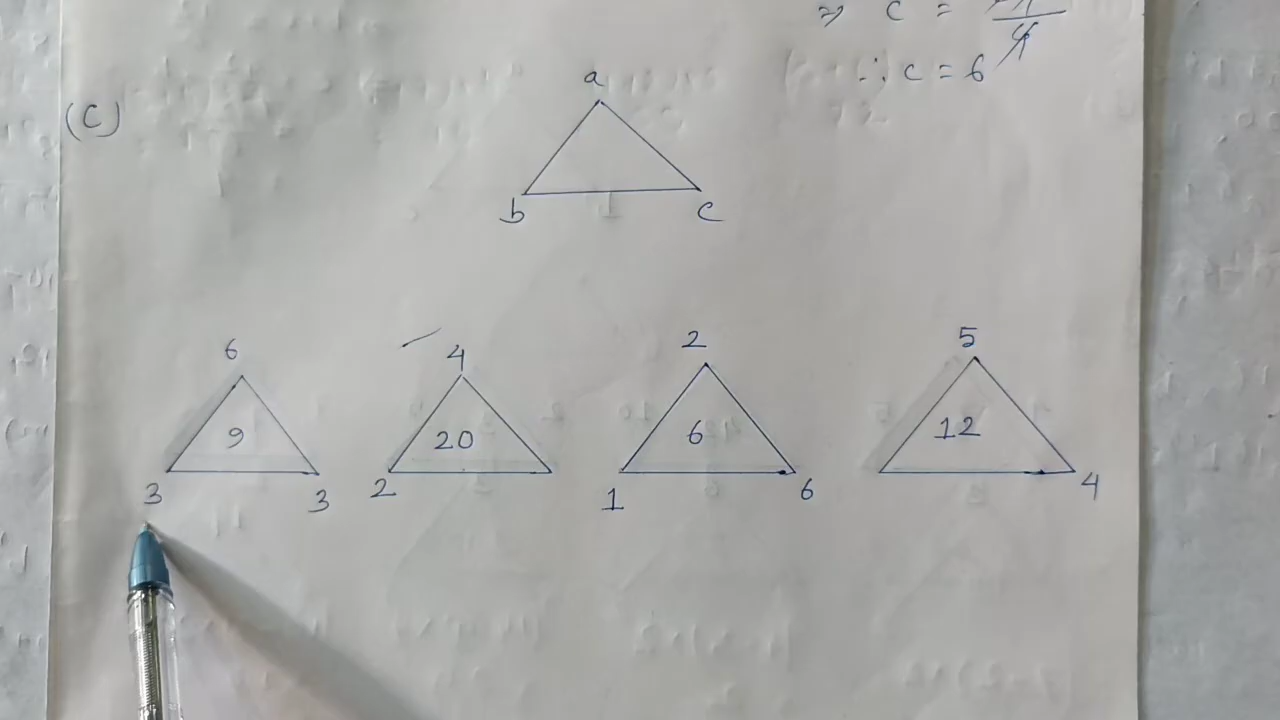 ⇒ c =
∴ c = 6
(C)
a
b c
6 4 2 5
9 20 6 12
3 3 2 1 6 4